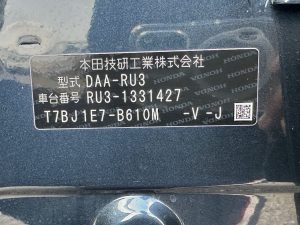 本田技研工業株式会社
型式 DAA-RU3
車台番号 RU3-1331427
T7BJ1E7-B610M -V -J